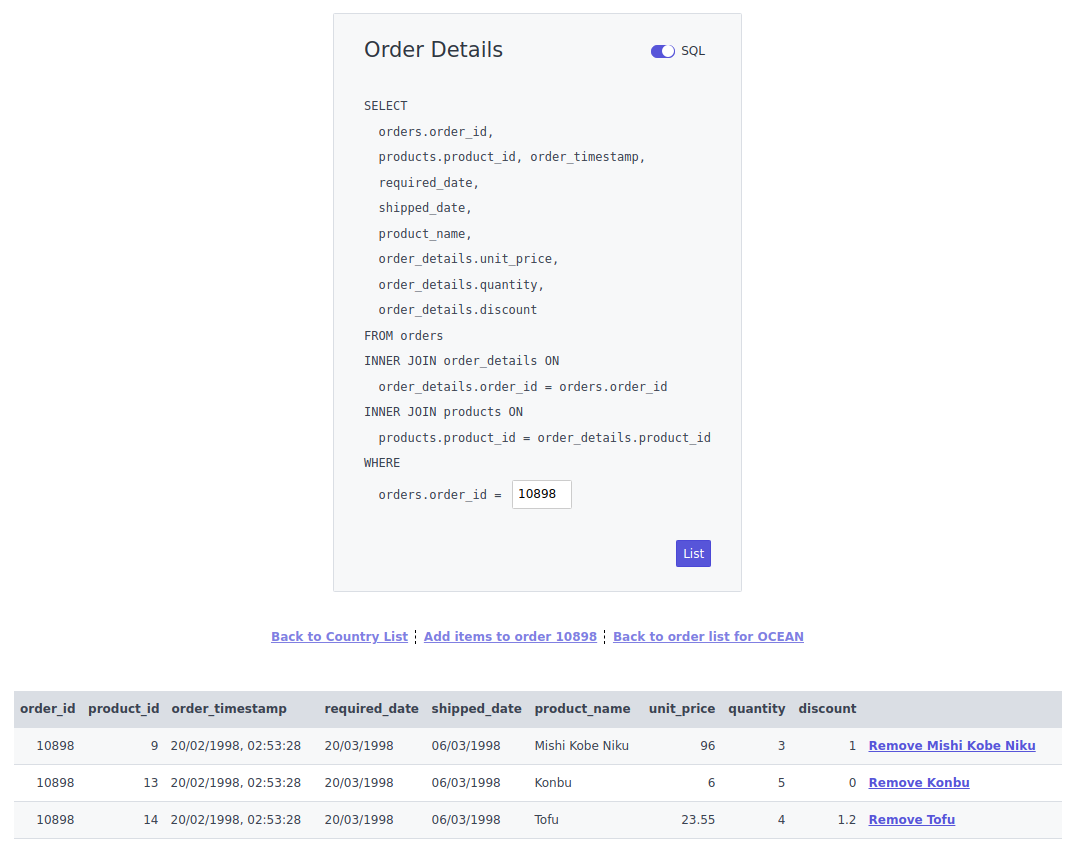 Order Details SQL
SELECT
orders.order_id,
products.product_id, order_timestamp,
required_date,
shipped_date,
product_name,
order_details.unit_price,
order_details.quantity,
order_details.discount
FROM orders
INNER JOIN order_details ON
order_details.order_id = orders.order_id
INNER JOIN products ON
products.product_id = order_details.product_id
WHERE
orders.order_id = 10898
List
Back to Country List Add items to order 10898 Back to order list for OCEAN
order_id product_id order_timestamp required_date shipped_date product_name unit_price quantity discount
10898 9 20/02/1998, 02:53:28 20/03/1998 06/03/1998 Mishi Kobe Niku 96 3 1 Remove Mishi Kobe Niku
10898 13 20/02/1998, 02:53:28 20/03/1998 06/03/1998 Konbu 6 5 0 Remove Konbu
10898 14 20/02/1998, 02:53:28 20/03/1998 06/03/1998 Tofu 23.55 4 1.2 Remove Tofu